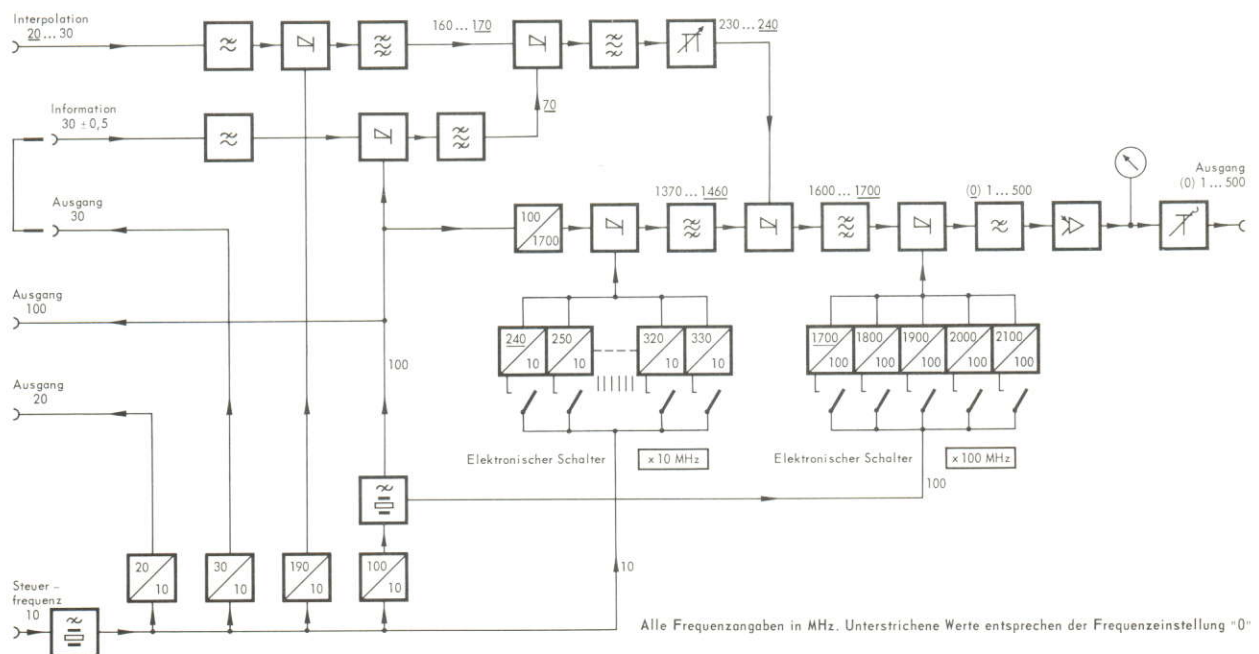 Interpolation
20 ... 30
160 ... 170
230 ... 240
Information
30 ± 0,5
70
Ausgang
30
100
1700
1370 ... 1460
1600 ... 1700
(0) 1 ... 500
Ausgang
(0) 1 ... 500
Ausgang
100
240
10
250
10
320
10
330
10
1700
100
1800
100
1900
100
2000
100
2100
100
100
Ausgang
20
Elektronischer Schalter
x 10 MHz
Elektronischer Schalter
x 100 MHz
100
20
10
30
10
190
10
100
10
10
Steuer-
frequenz
10
Alle Frequenzangaben in MHz. Unterstrichene Werte entsprechen der Frequenzeinstellung "0"